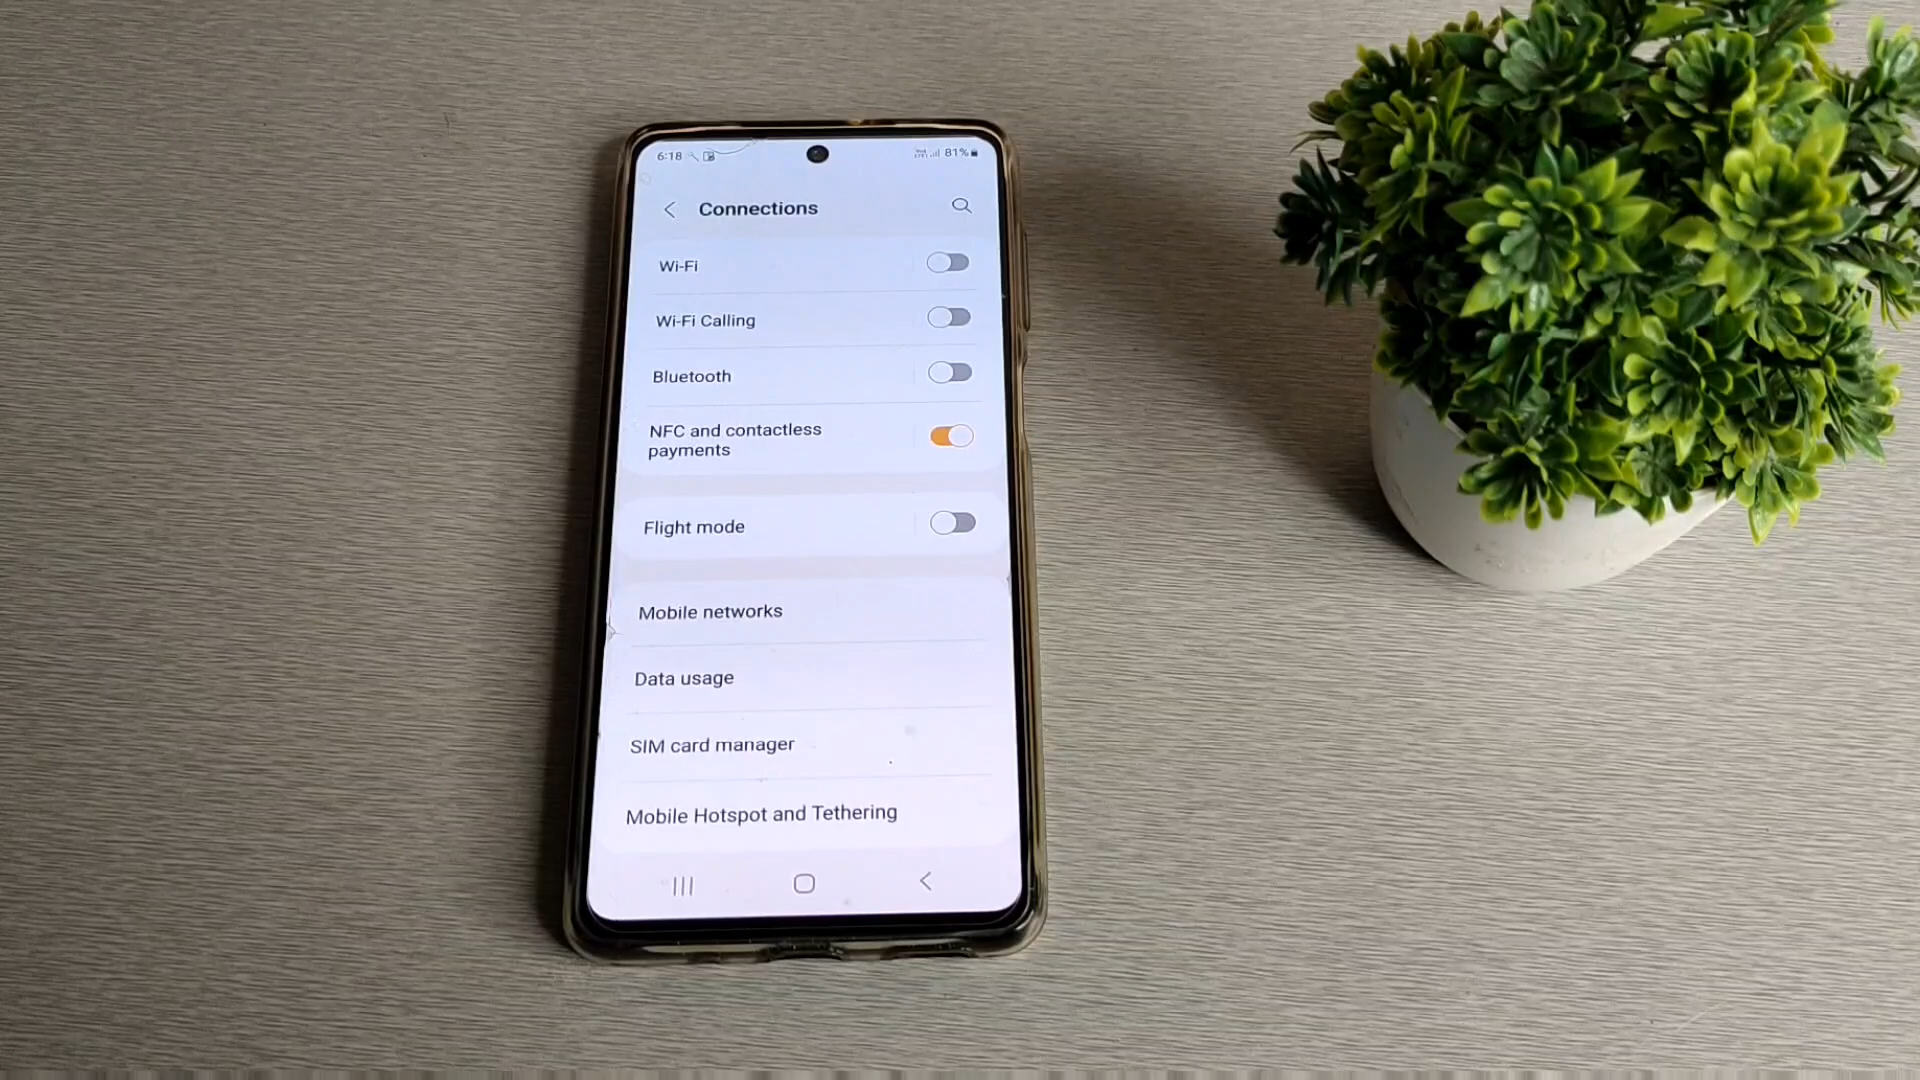 6:18 81%
Connections
Wi-Fi
Wi-Fi Calling
Bluetooth
NFC and contactless
payments
Flight mode
Mobile networks
Data usage
SIM card manager
Mobile Hotspot and Tethering